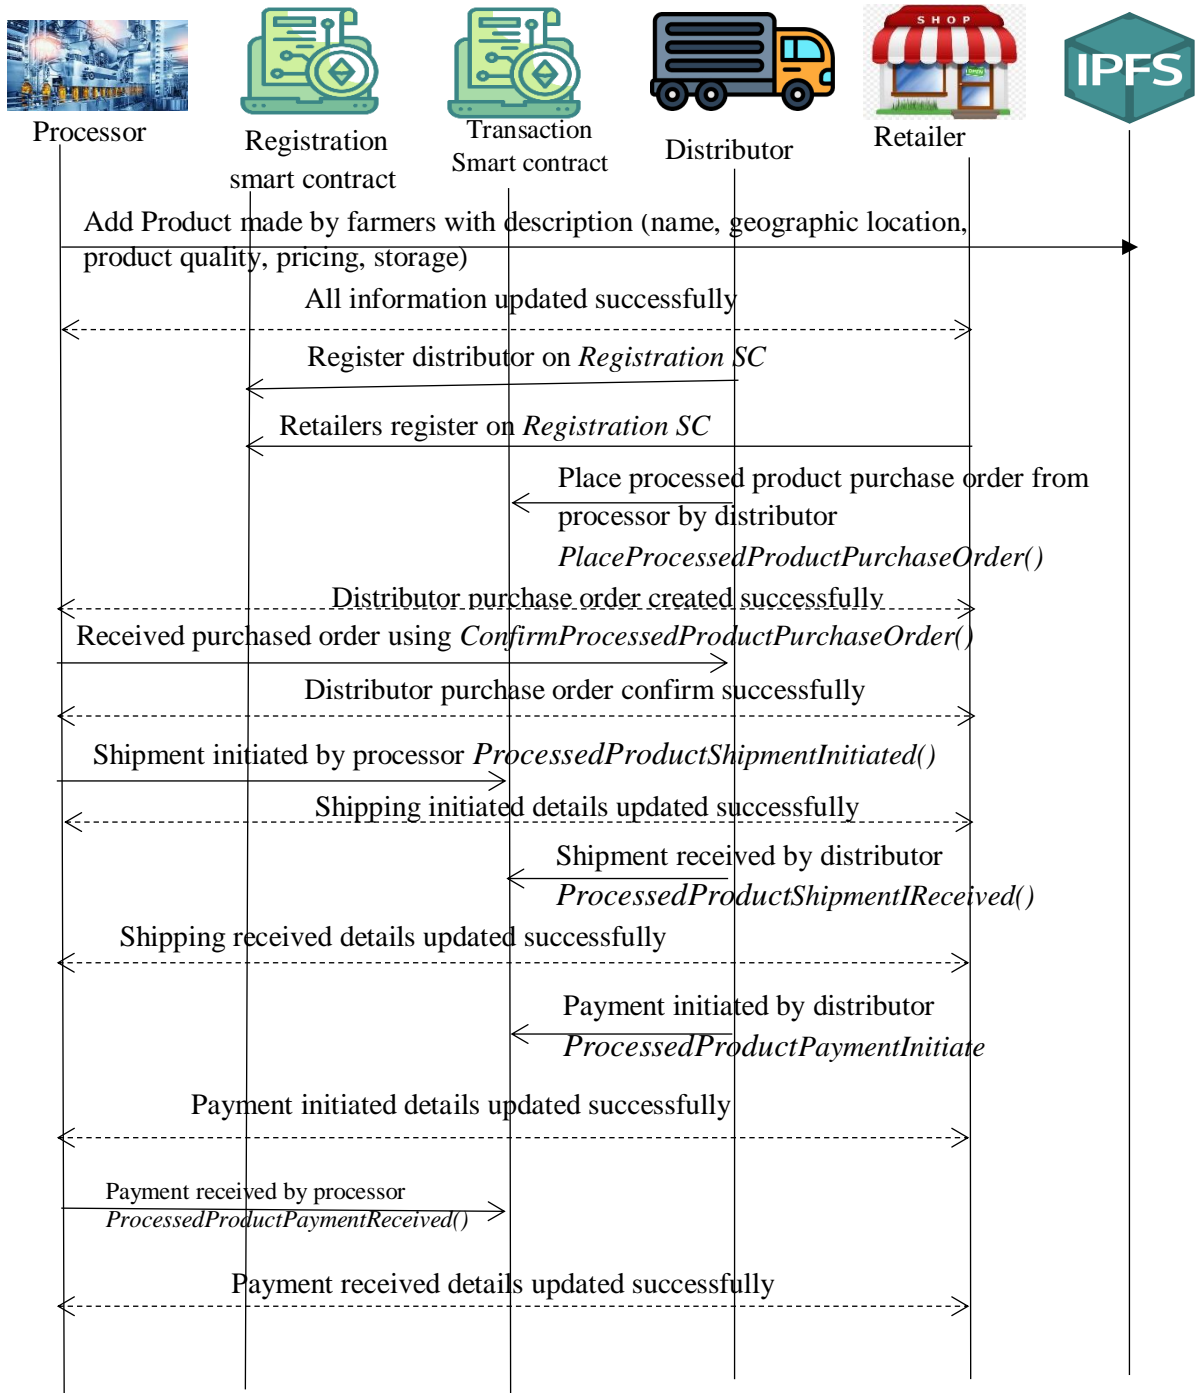 SHOP
OPEN
IPFS
Processor
Registration
smart contract
Transaction
Smart contract
Distributor
Retailer
Add Product made by farmers with description (name, geographic location,
product quality, pricing, storage)
All information updated successfully
Register distributor on Registration SC
Retailers register on Registration SC
Place processed product purchase order from
processor by distributor
PlaceProcessedProductPurchaseOrder()
Distributor purchase order created successfully
Received purchased order using ConfirmProcessedProductPurchaseOrder()
Distributor purchase order confirm successfully
Shipment initiated by processor ProcessedProductShipmentInitiated()
Shipping initiated details updated successfully
Shipment received by distributor
ProcessedProductShipmentIReceived()
Shipping received details updated successfully
Payment initiated by distributor
ProcessedProductPaymentInitiate
Payment initiated details updated successfully
Payment received by processor
ProcessedProductPaymentReceived()
Payment received details updated successfully